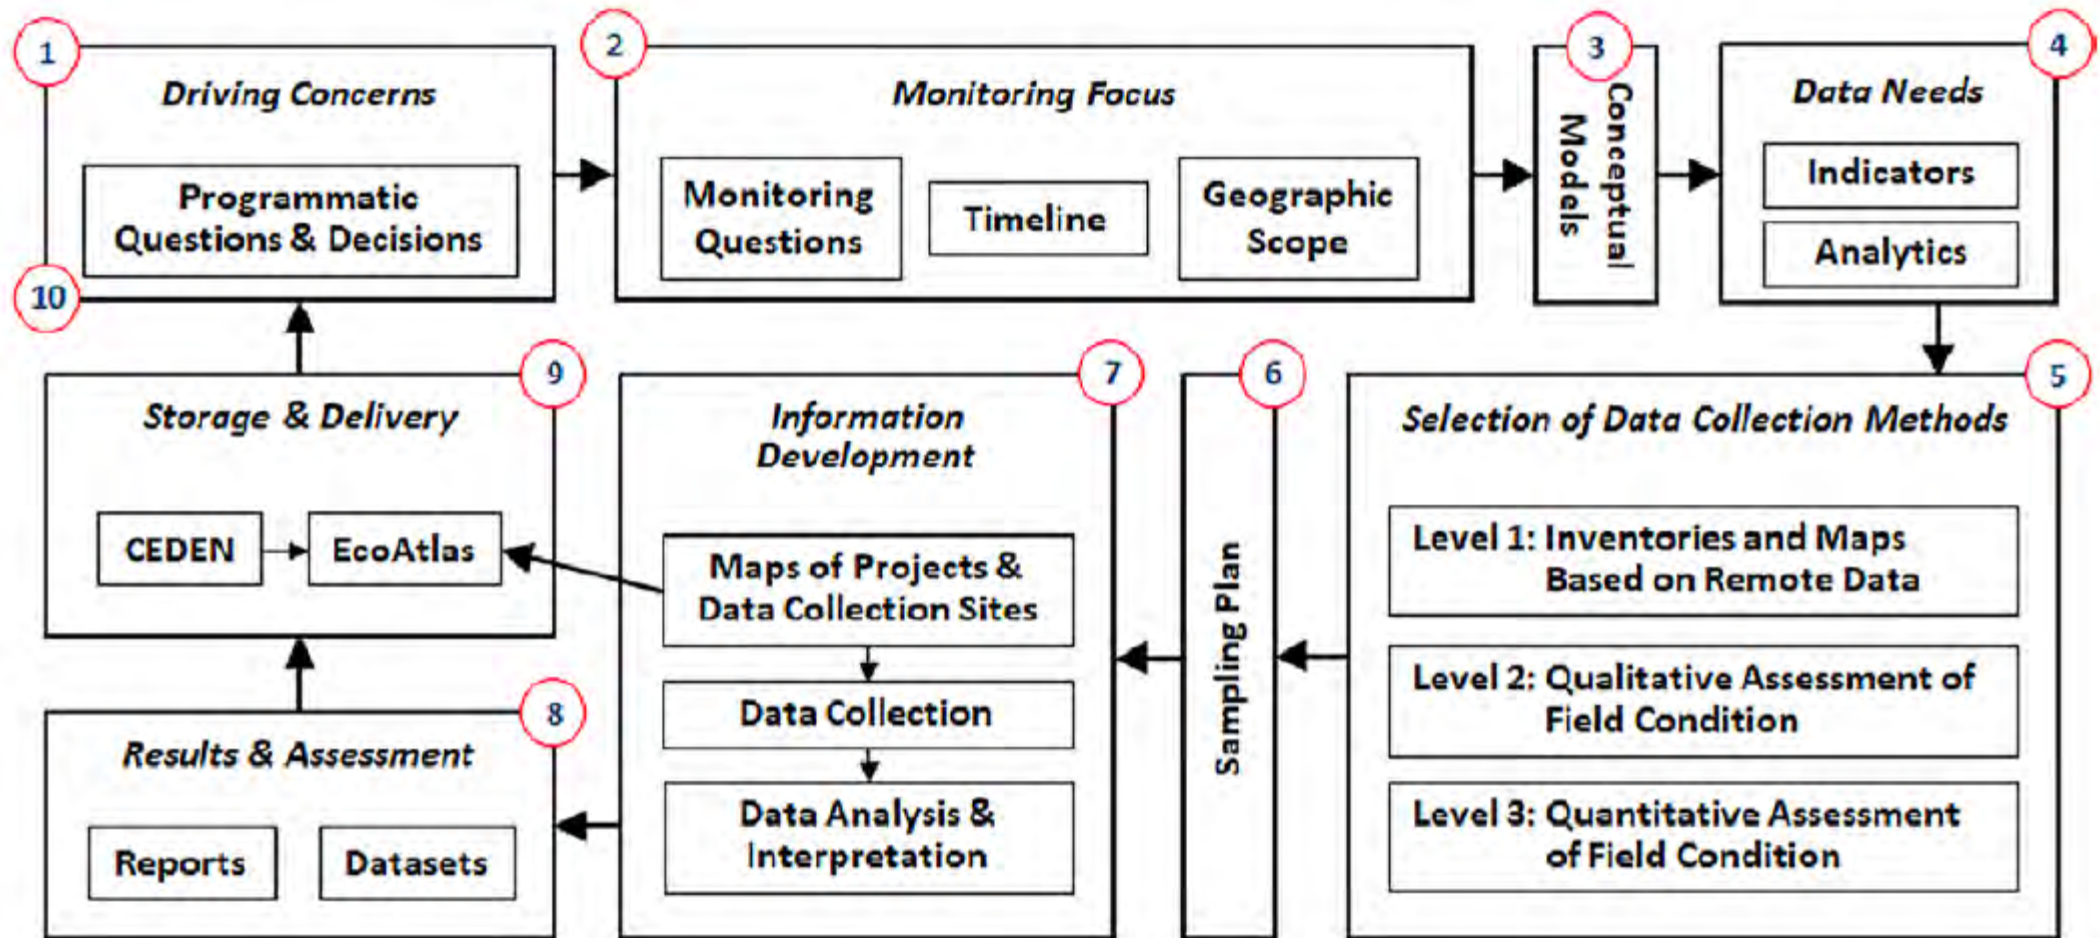 1
Driving Concerns
Programmatic
Questions & Decisions
10
2
Monitoring Focus
Monitoring
Questions
Timeline
Geographic
Scope
3
Conceptual
Models
4
Data Needs
Indicators
Analytics
5
Selection of Data Collection Methods
Level 1: Inventories and Maps
Based on Remote Data
Level 2: Qualitative Assessment of
Field Condition
Level 3: Quantitative Assessment
of Field Condition
6
Sampling Plan
7
Information
Development
Maps of Projects &
Data Collection Sites
Data Collection
Data Analysis &
Interpretation
8
Results & Assessment
Reports
Datasets
9
Storage & Delivery
CEDEN
EcoAtlas